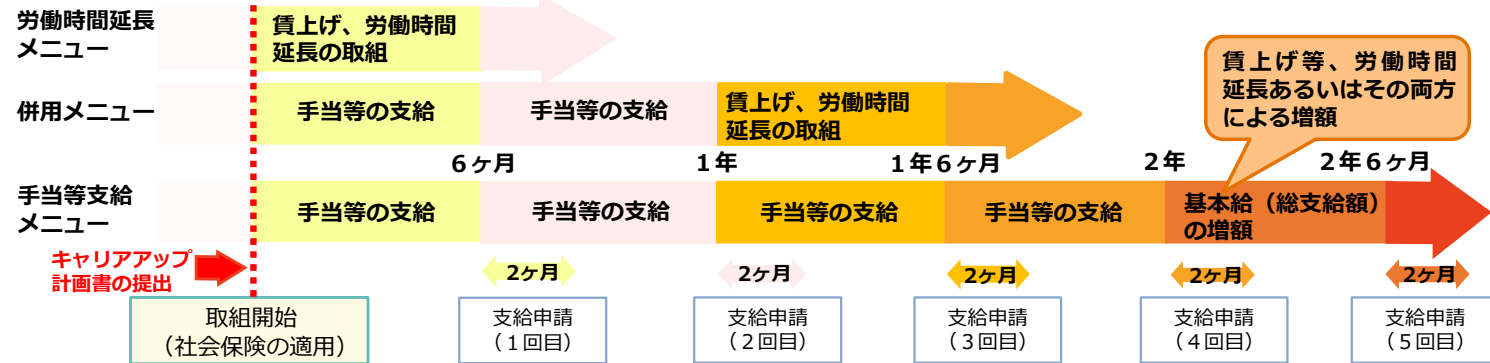 労働時間延長
メニュー
賃上げ、労働時間
延長の取組
賃上げ等、労働時間
延長あるいはその両方
による増額
併用メニュー
手当等の支給
手当等の支給
賃上げ、労働時間
延長の取組
6ヶ月
1年
1年6ヶ月
2年
2年6ヶ月
手当等支給
メニュー
手当等の支給
手当等の支給
手当等の支給
手当等の支給
基本給（総支給額）
の増額
キャリアアップ
計画書の提出
2ヶ月
2ヶ月
2ヶ月
2ヶ月
2ヶ月
取組開始
（社会保険の適用）
支給申請
（1回目）
支給申請
（2回目）
支給申請
（3回目）
支給申請
（4回目）
支給申請
（5回目）